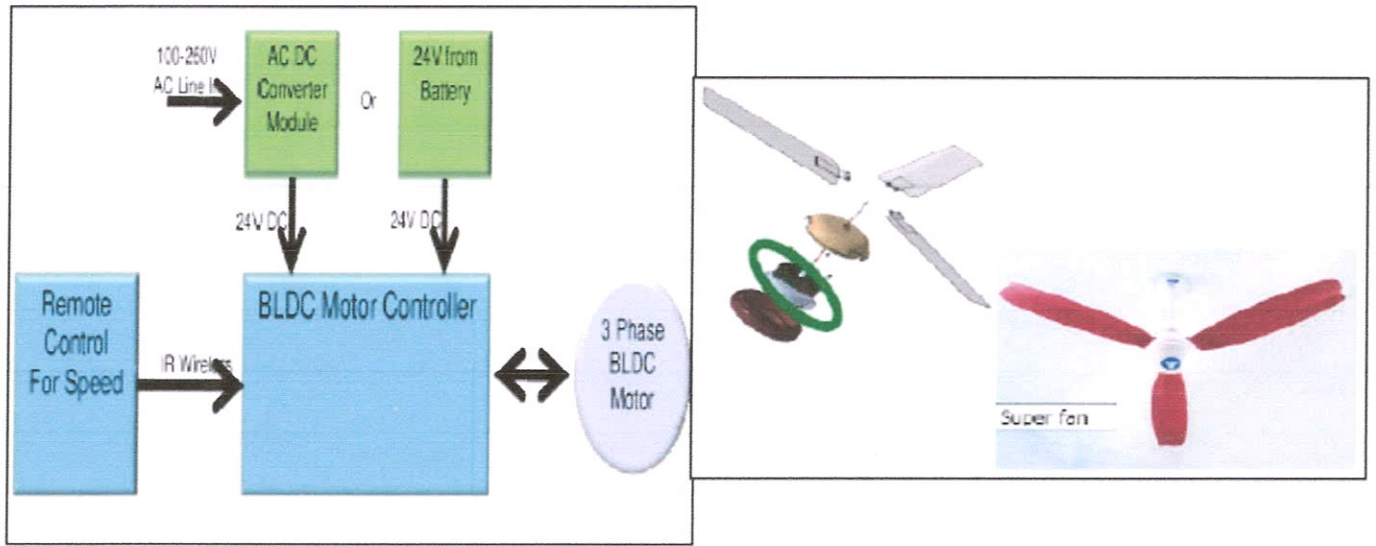 100-260V
AC Line I
AC DC
Converter
Module
Or
24V from
Battery
24V DC
24V DC
Remote
Control
For Speed
IR Wireless
BLDC Motor Controller
3 Phase
BLDC
Motor
Super fan